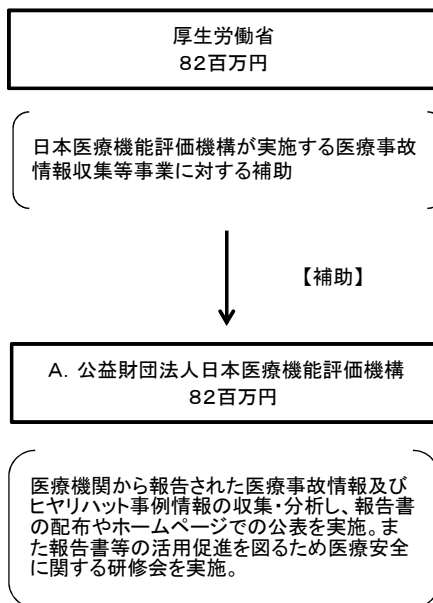 厚生労働省
82百万円
日本医療機能評価機構が実施する医療事故
情報収集等事業に対する補助
【補助】
A. 公益財団法人日本医療機能評価機構
82百万円
医療機関から報告された医療事故情報及び
ヒヤリハット事例情報の収集・分析し、報告書
の配布やホームページでの公表を実施。ま
た報告書等の活用促進を図るため医療安全
に関する研修会を実施。